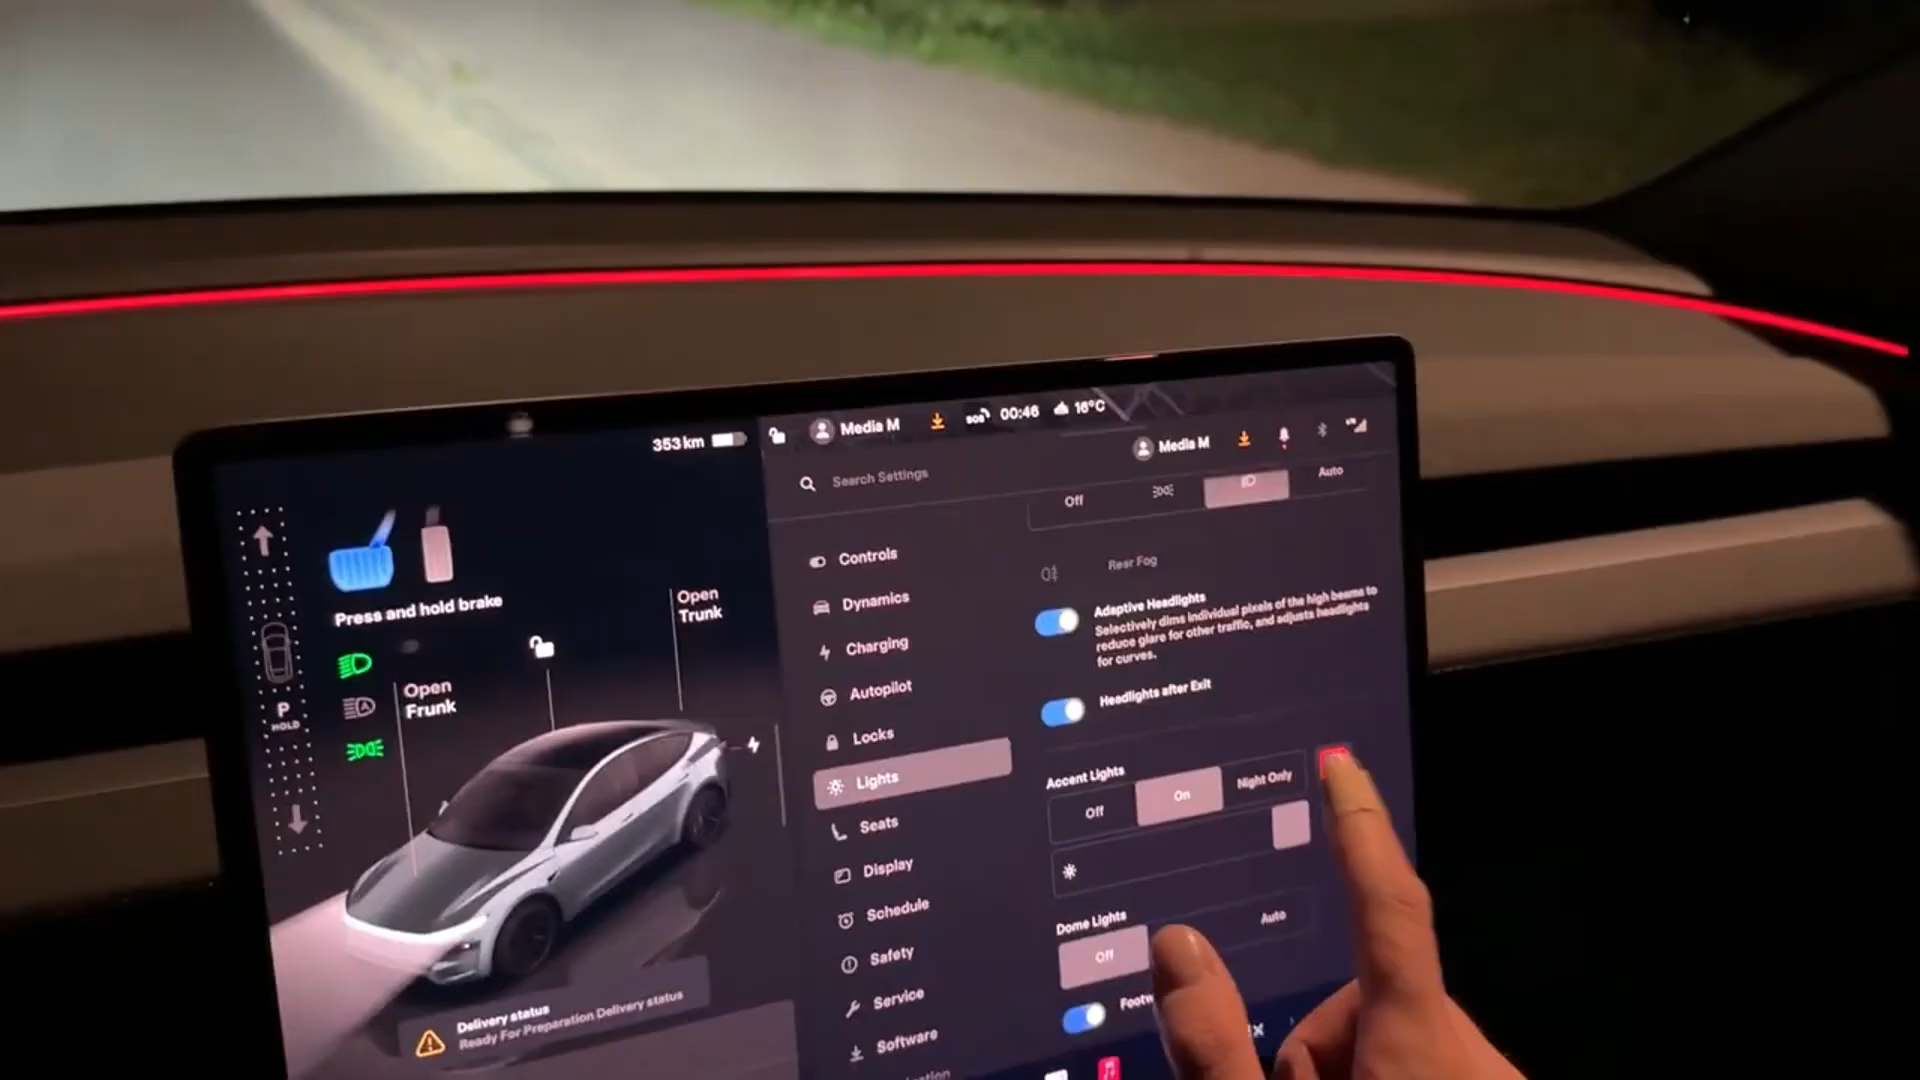 353 km
Media M
SOS
00:46
16°C
Media M
Search Settings
Off
Auto
Press and hold brake
Open
Trunk
Open
Frunk
P
HOLD
Controls
Dynamics
Charging
Autopilot
Locks
Lights
Seats
Display
Schedule
Safety
Service
Software
Rear Fog
Adaptive Headlights
Selectively dims individual pixels of the high beams to
reduce glare for other traffic, and adjusts headlights
for curves.
Headlights after Exit
Accent Lights
Off
On
Night Only
Dome Lights
Off
Auto
Delivery status
Ready For Preparation Delivery status